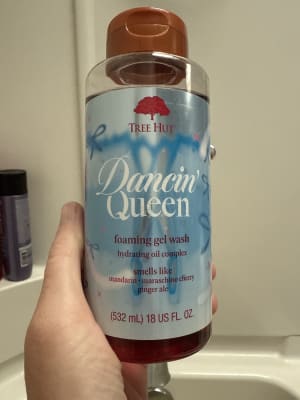 TREE HUT
Dancin'
Queen
foaming gel wash
hydrating oil complex
smells like
mandarin • maraschino cherry
ginger ale
(532 mL) 18 US FL. OZ.